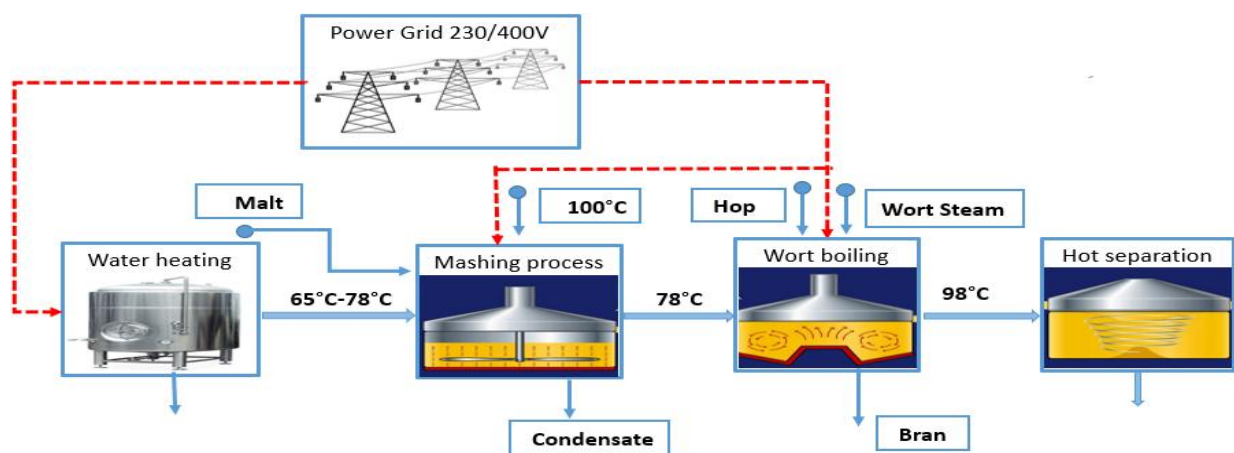 Power Grid 230/400V
Malt
100°C
Hop
Wort Steam
Water heating
Mashing process
Wort boiling
Hot separation
65°C-78°C
78°C
98°C
Condensate
Bran